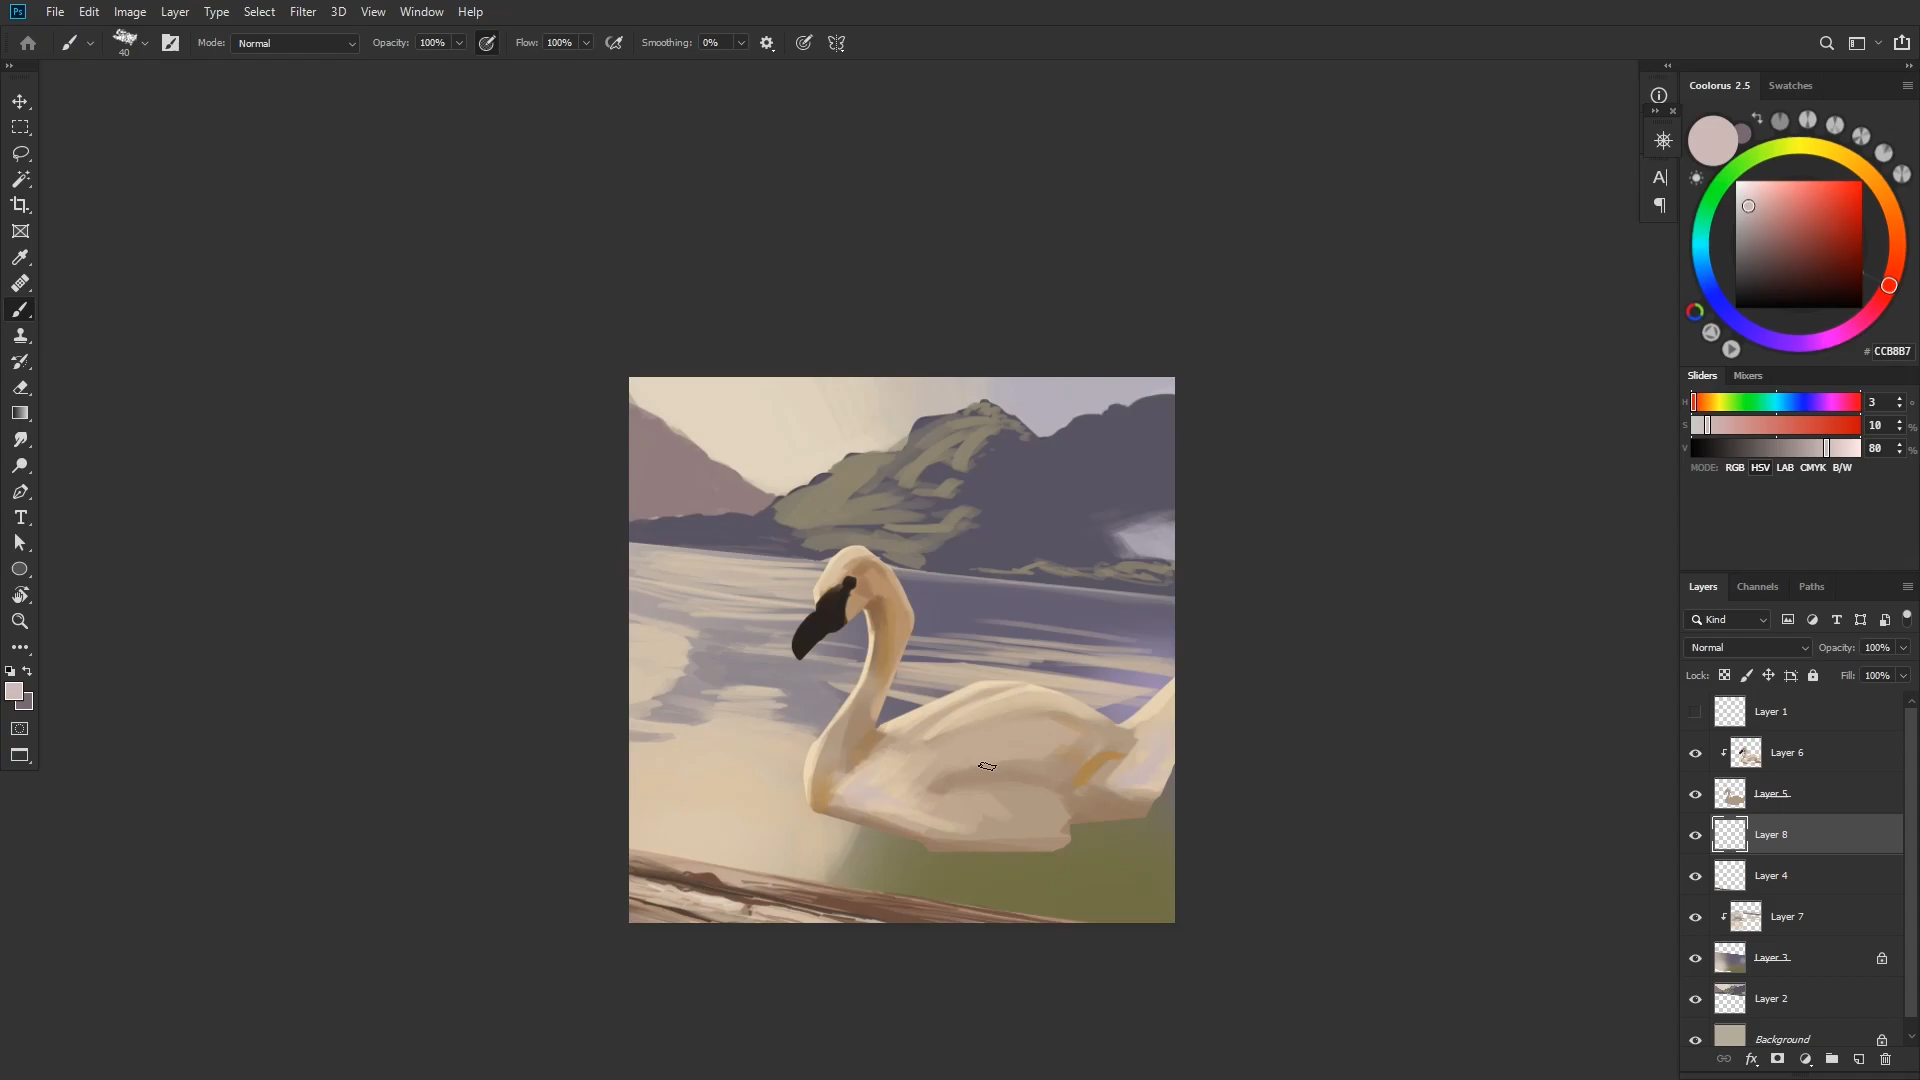 Ps File Edit Image Layer Type Select Filter 3D View Window Help
40 Mode: Normal Opacity: 100% Flow: 100% Smoothing: 0%
Coolorus 2.5 Swatches
A|
¶
# CCB8B7
Sliders Mixers
H 3 °
S 10 %
V 80 %
MODE: RGB HSV LAB CMYK B/W
Layers Channels Paths
Kind T
Normal Opacity: 100%
Lock: Fill: 100%
Layer 1
Layer 6
Layer 5
Layer 8
Layer 4
Layer 7
Layer 3
Layer 2
Background
fx
T